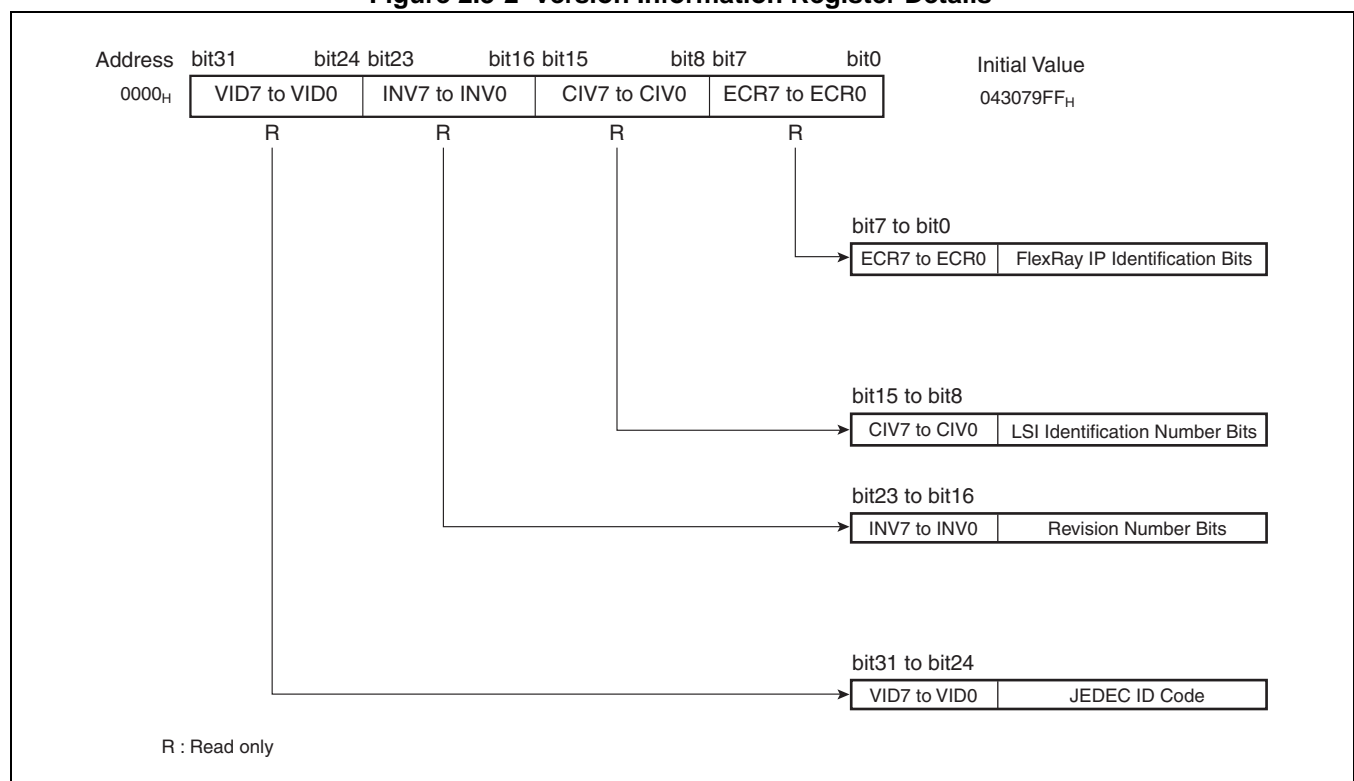 Figure 2.3-2 Version Information Register Details
Address bit31 bit24 bit23 bit16 bit15 bit8 bit7 bit0 Initial Value
0000H VID7 to VID0 INV7 to INV0 CIV7 to CIV0 ECR7 to ECR0 043079FFH
R R R R
bit7 to bit0
ECR7 to ECR0 FlexRay IP Identification Bits
bit15 to bit8
CIV7 to CIV0 LSI Identification Number Bits
bit23 to bit16
INV7 to INV0 Revision Number Bits
bit31 to bit24
VID7 to VID0 JEDEC ID Code
R : Read only